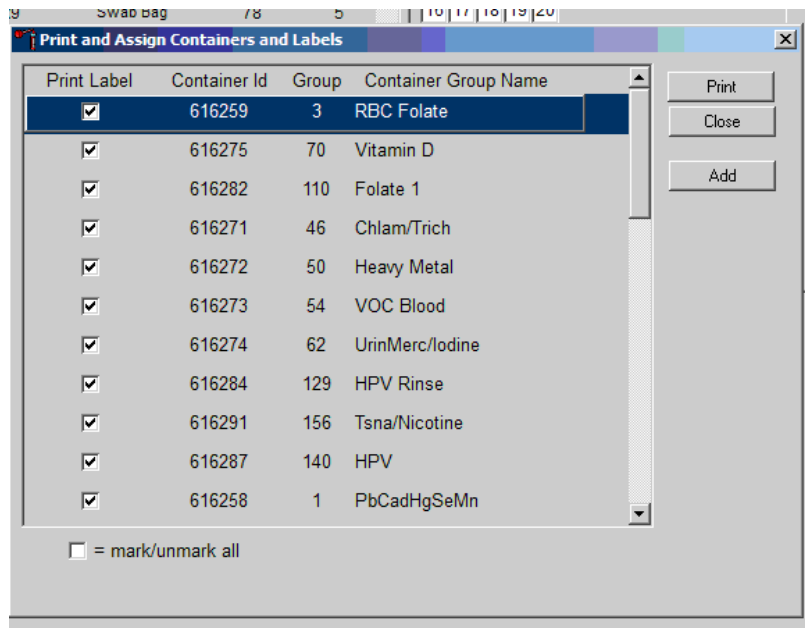 Swab Bag 78 5 16 17 18 19 20
Print and Assign Containers and Labels
Print Label Container Id Group Container Group Name
616259 3 RBC Folate
616275 70 Vitamin D
616282 110 Folate 1
616271 46 Chlam/Trich
616272 50 Heavy Metal
616273 54 VOC Blood
616274 62 UrinMerc/Iodine
616284 129 HPV Rinse
616291 156 Tsna/Nicotine
616287 140 HPV
616258 1 PbCadHgSeMn
= mark/unmark all
Print
Close
Add